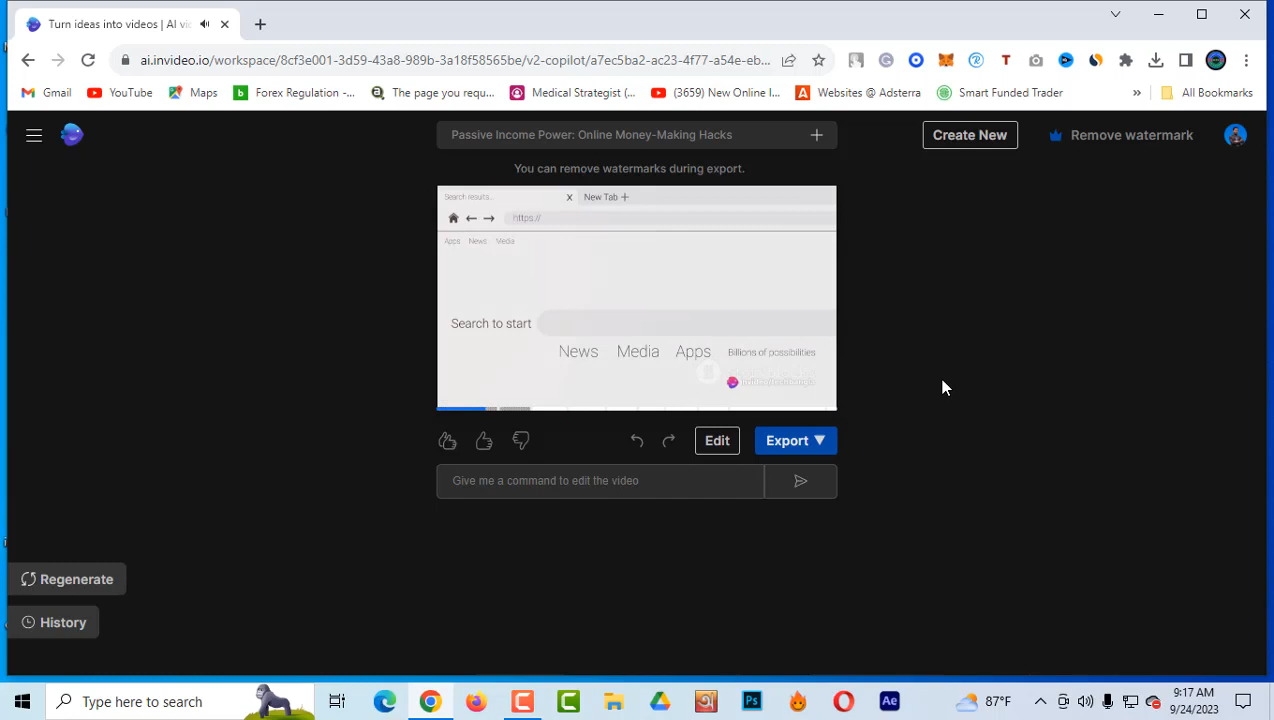 Turn ideas into videos | AI vi
ai.invideo.io/workspace/8cf3e001-3d59-43a8-989b-3a18f58565be/v2-copilot/a7ec5ba2-ac23-4f77-a54e-eb...
Gmail YouTube Maps Forex Regulation -... The page you requ... Medical Strategist (... (3659) New Online I... Websites @ Adsterra Smart Funded Trader » All Bookmarks
Passive Income Power: Online Money-Making Hacks Create New Remove watermark
You can remove watermarks during export.
Search results.. X New Tab +
https://
Apps News Media
Search to start
News Media Apps Billions of possibilities
Edit Export
Give me a command to edit the video
Regenerate
History
Type here to search Ps Ae 87°F 9:17 AM
9/24/2023